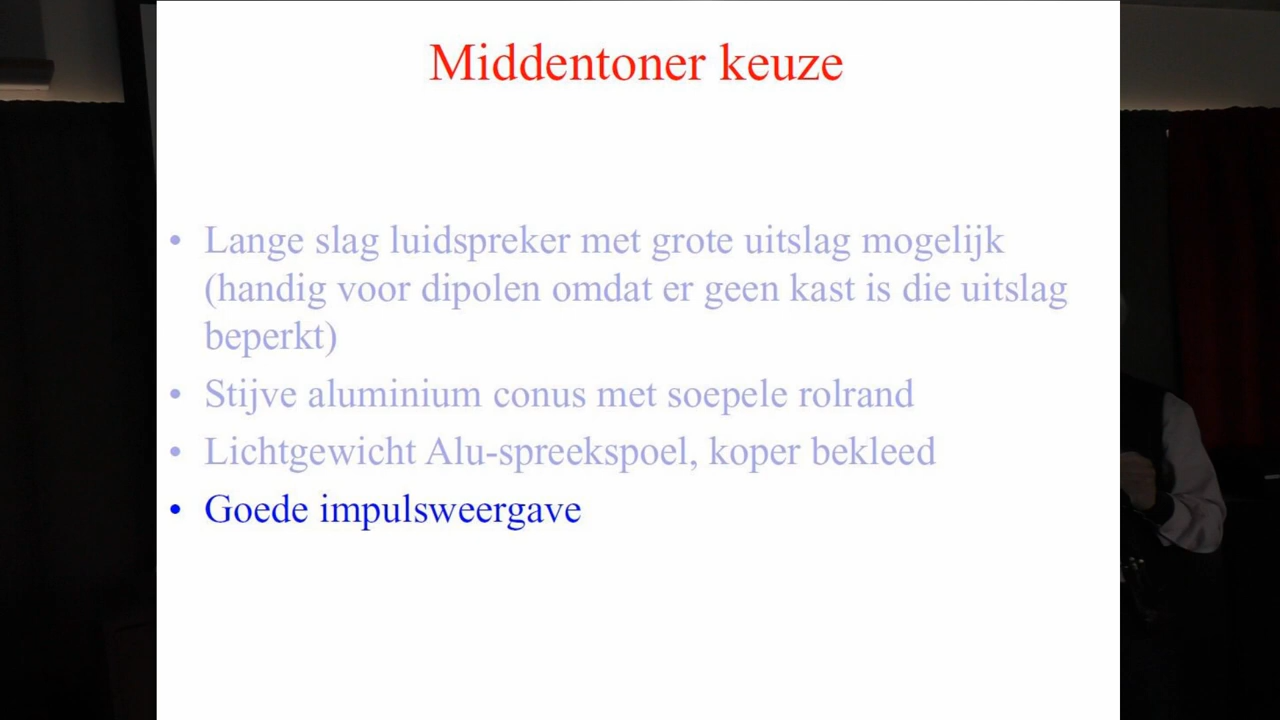 Middentoner keuze
• Lange slag luidspreker met grote uitslag mogelijk
(handig voor dipolen omdat er geen kast is die uitslag
beperkt)
• Stijve aluminium conus met soepele rolrand
• Lichtgewicht Alu-spreekspoel, koper bekleed
• Goede impulsweergave